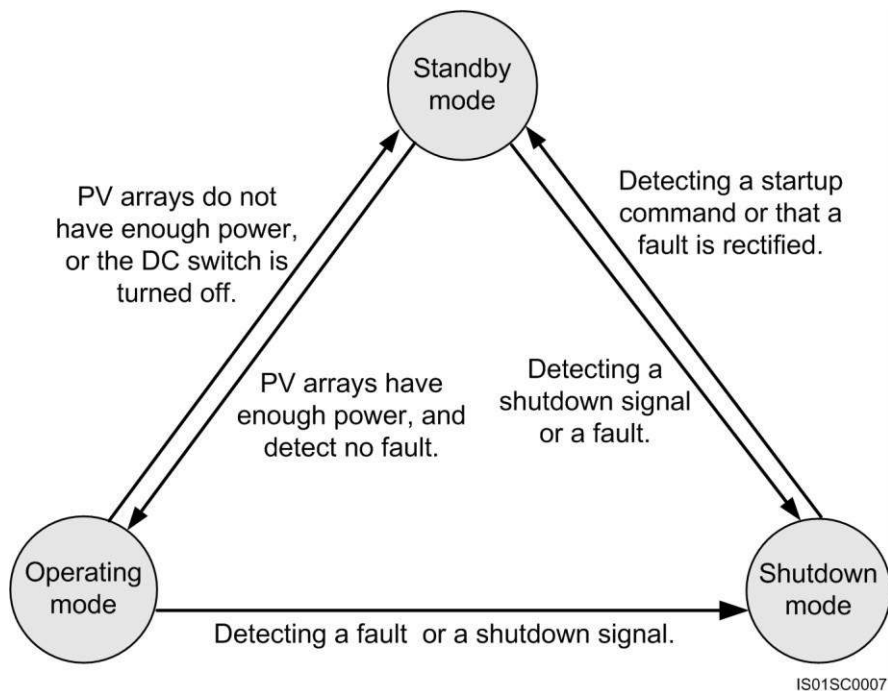 Standby
mode
PV arrays do not
have enough power,
or the DC switch is
turned off.
Detecting a startup
command or that a
fault is rectified.
PV arrays have
enough power, and
detect no fault.
Detecting a
shutdown signal
or a fault.
Operating
mode
Shutdown
mode
Detecting a fault or a shutdown signal.
IS01SC0007